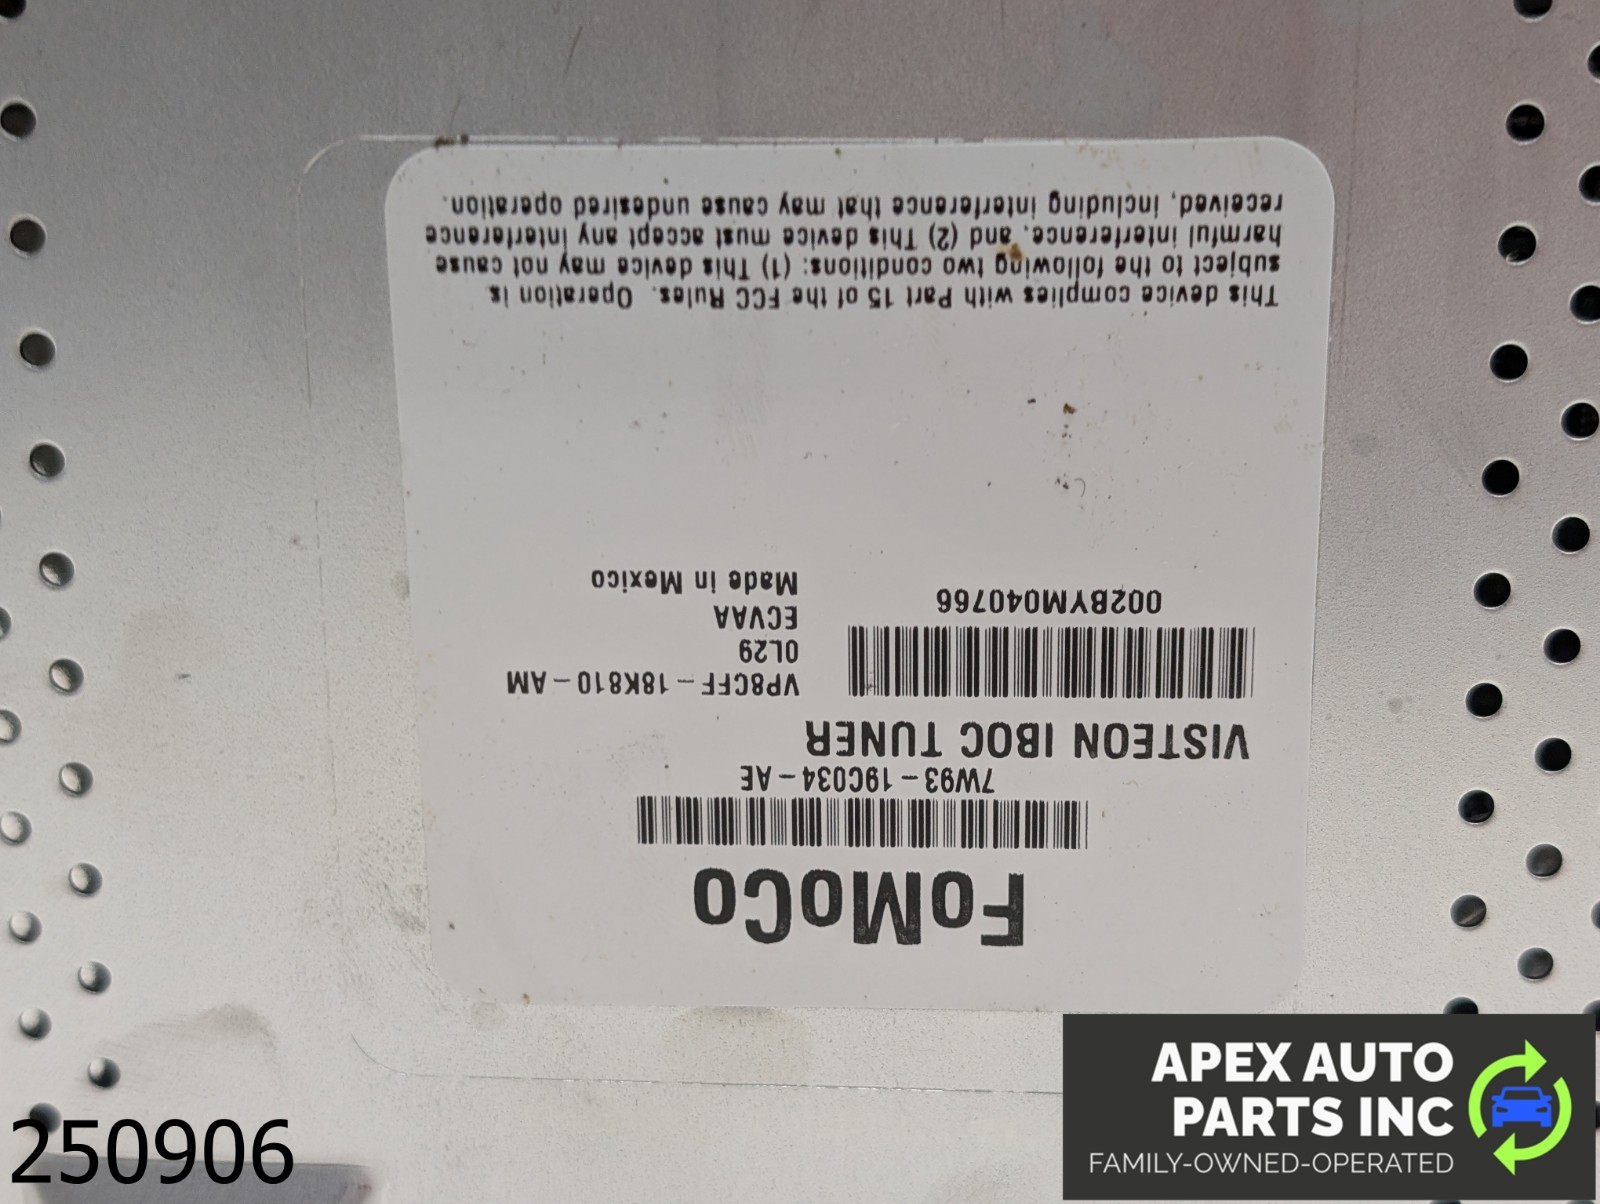 FoMoCo
7W93-19C034-AE
VISTEON IBOC TUNER
002BYM040766
VP8CFF-18K810-AM
0L29
ECVAA
Made in Mexico
This device complies with Part 15 of the FCC Rules. Operation is
subject to the following two conditions: (1) This device may not cause
harmful interference, and (2) This device must accept any interference
received, including interference that may cause undesired operation.
250906
APEX AUTO
PARTS INC
FAMILY-OWNED-OPERATED